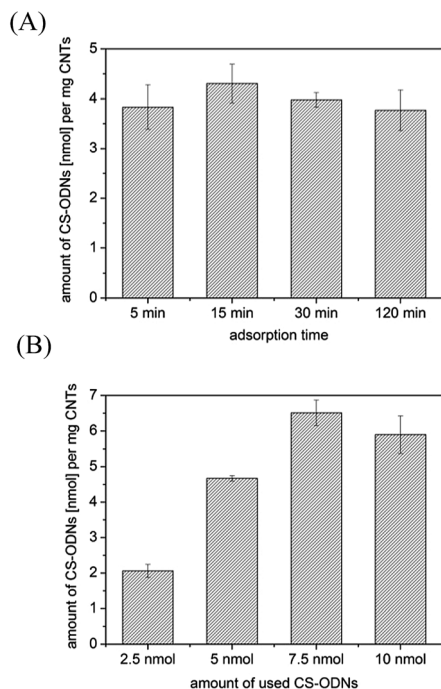 (A)
amount of CS-ODNs [nmol] per mg CNTs
5
4
3
2
1
0
5 min 15 min 30 min 120 min
adsorption time
(B)
amount of CS-ODNs [nmol] per mg CNTs
7
6
5
4
3
2
1
0
2.5 nmol 5 nmol 7.5 nmol 10 nmol
amount of used CS-ODNs